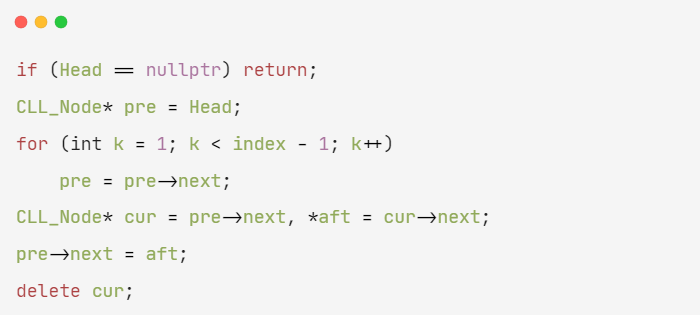 if (Head == nullptr) return;
CLL_Node* pre = Head;
for (int k = 1; k < index - 1; k++)
    pre = pre->next;
CLL_Node* cur = pre->next, *aft = cur->next;
pre->next = aft;
delete cur;